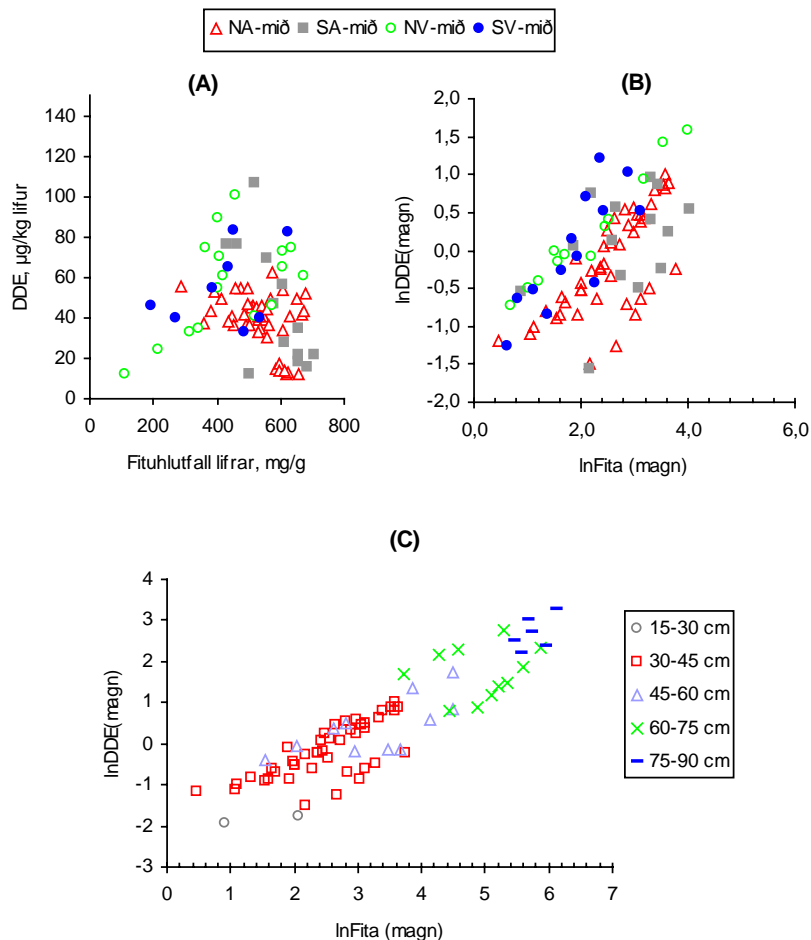 NA-mið SA-mið NV-mið SV-mið
(A)
DDE, µg/kg lifur
140
120
100
80
60
40
20
0
0 200 400 600 800
Fituhlutfall lifrar, mg/g
(B)
lnDDE(magn)
2,0
1,5
1,0
0,5
0,0
-0,5
-1,0
-1,5
-2,0
0,0 2,0 4,0 6,0
lnFita (magn)
(C)
lnDDE(magn)
4
3
2
1
0
-1
-2
-3
0 1 2 3 4 5 6 7
lnFita (magn)
15-30 cm
30-45 cm
45-60 cm
60-75 cm
75-90 cm